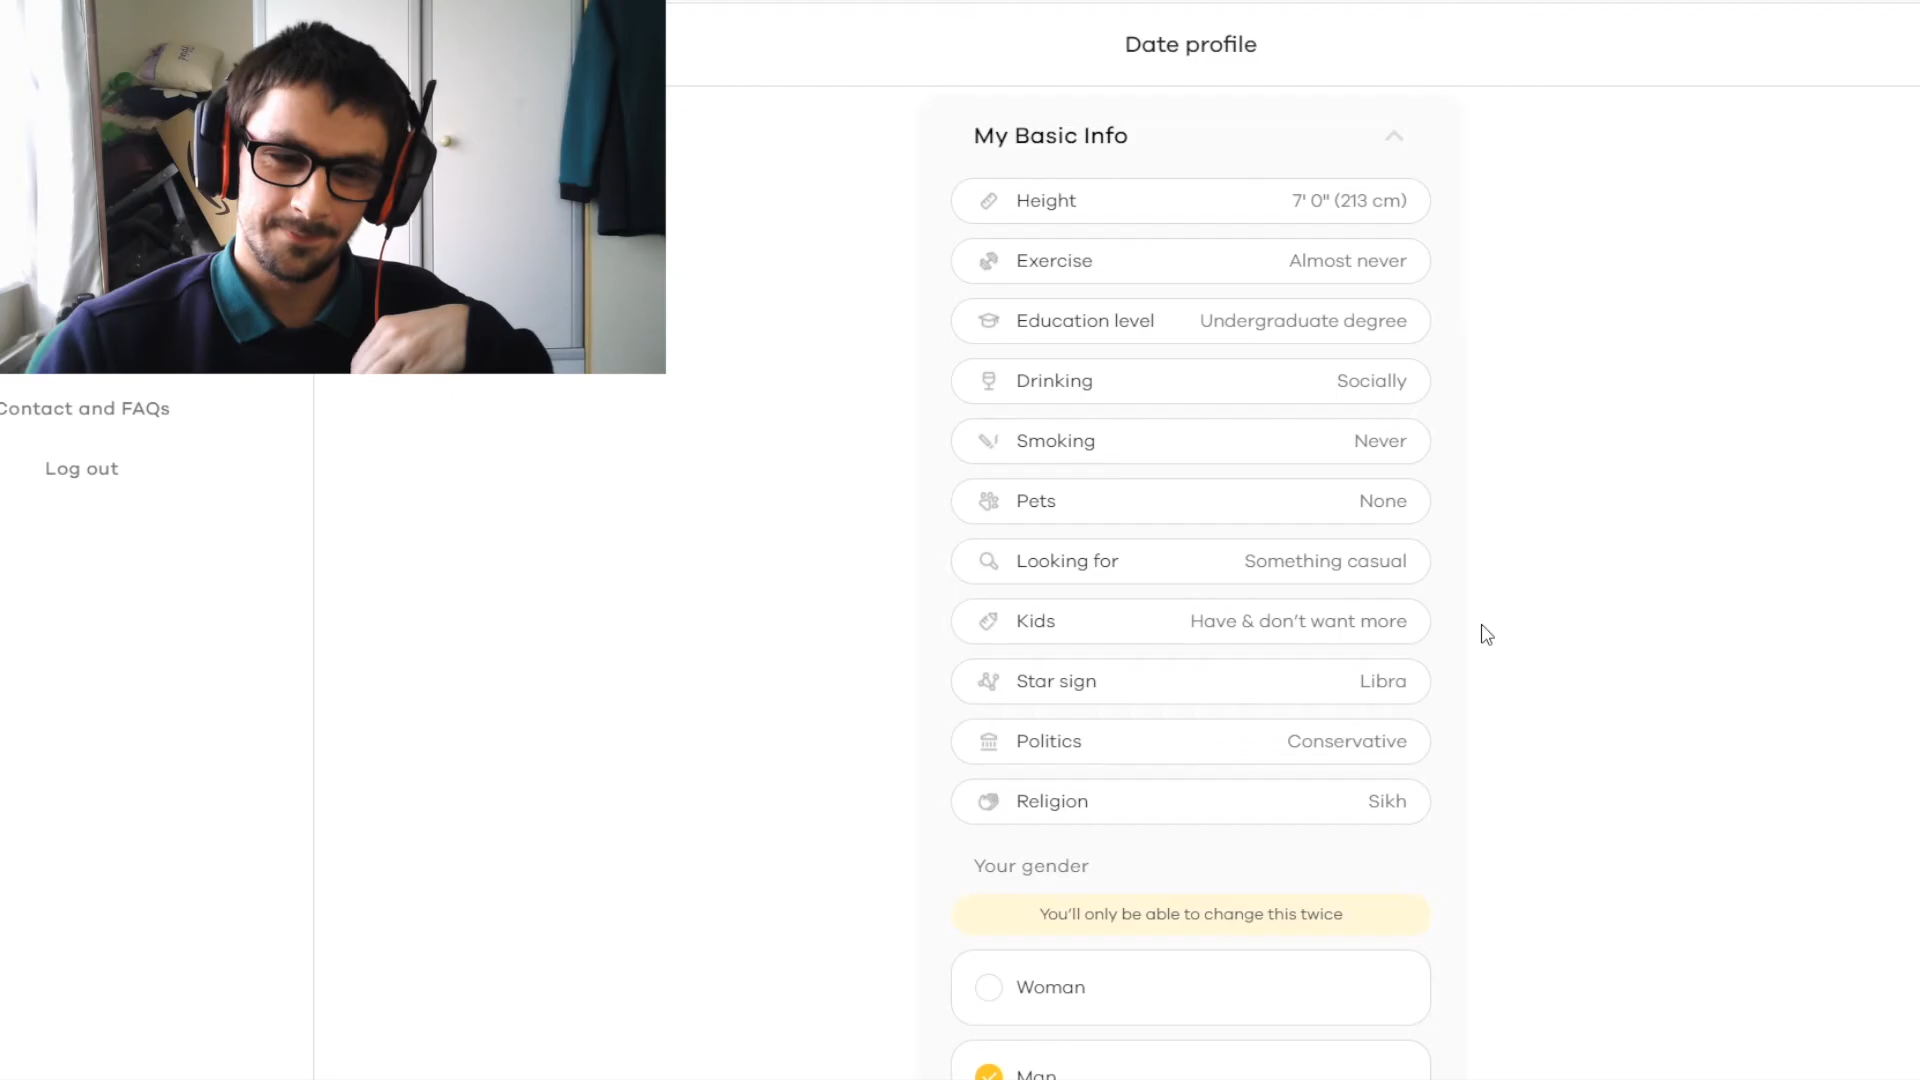 Date profile
My Basic Info
Height 7' 0" (213 cm)
Exercise Almost never
Education level Undergraduate degree
Drinking Socially
Smoking Never
Pets None
Looking for Something casual
Kids Have & don't want more
Star sign Libra
Politics Conservative
Religion Sikh
Your gender
You'll only be able to change this twice
Woman
Man
Contact and FAQs
Log out